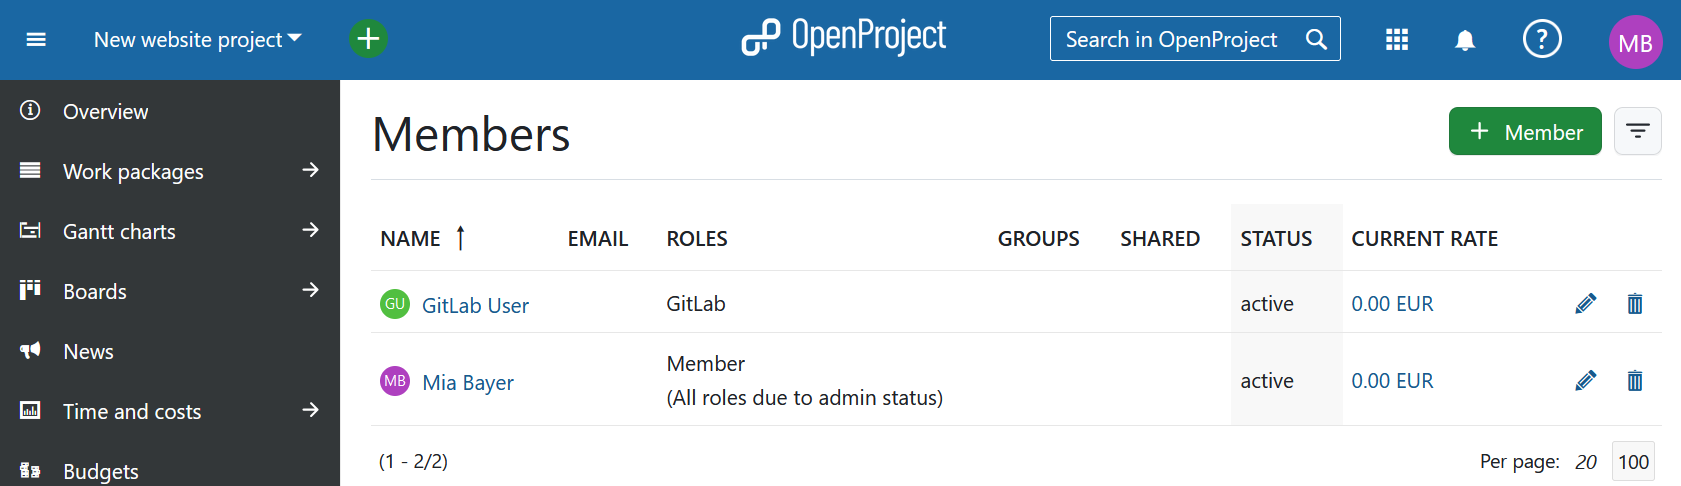 New website project
OpenProject
Search in OpenProject
?
MB
Overview
Work packages
Gantt charts
Boards
News
Time and costs
Budgets
Members
+ Member
NAME EMAIL ROLES GROUPS SHARED STATUS CURRENT RATE
GU GitLab User GitLab active 0.00 EUR
MB Mia Bayer Member active 0.00 EUR
(All roles due to admin status)
(1 - 2/2)
Per page: 20 100